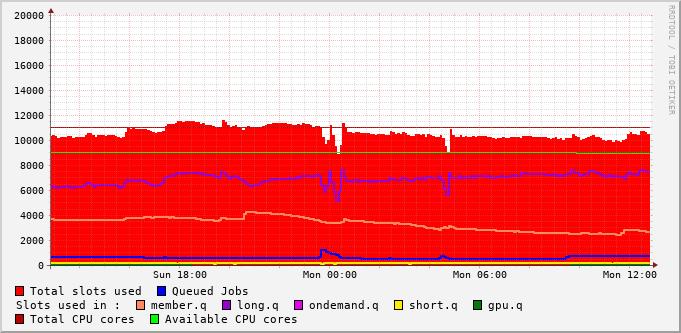 RRDTOOL / TOBI OETIKER
20000
18000
16000
14000
12000
10000
8000
6000
4000
2000
0
Sun 18:00 Mon 00:00 Mon 06:00 Mon 12:00
Total slots used Queued Jobs
Slots used in : member.q long.q ondemand.q short.q gpu.q
Total CPU cores Available CPU cores